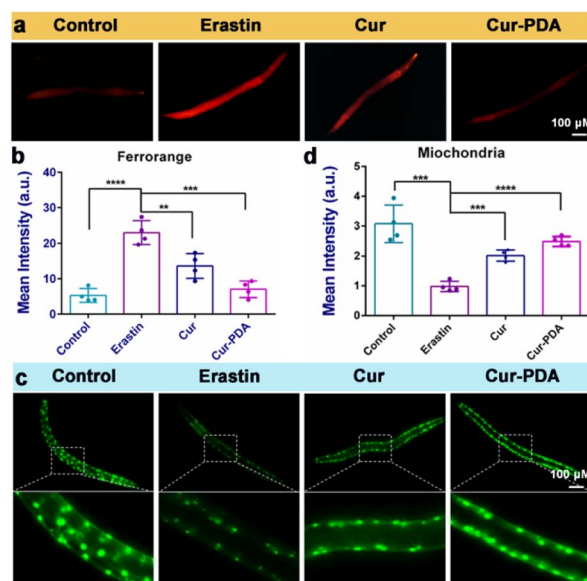 a
Control Erastin Cur Cur-PDA
100 μM
b
Ferrorange
Mean Intensity (a.u.)
40
30
20
10
0
****
***
**
Control Erastin Cur Cur-PDA
d
Miochondria
Mean Intensity (a.u.)
5
4
3
2
1
0
*** ****
***
Control Erastin Cur Cur-PDA
c
Control Erastin Cur Cur-PDA
100 μM